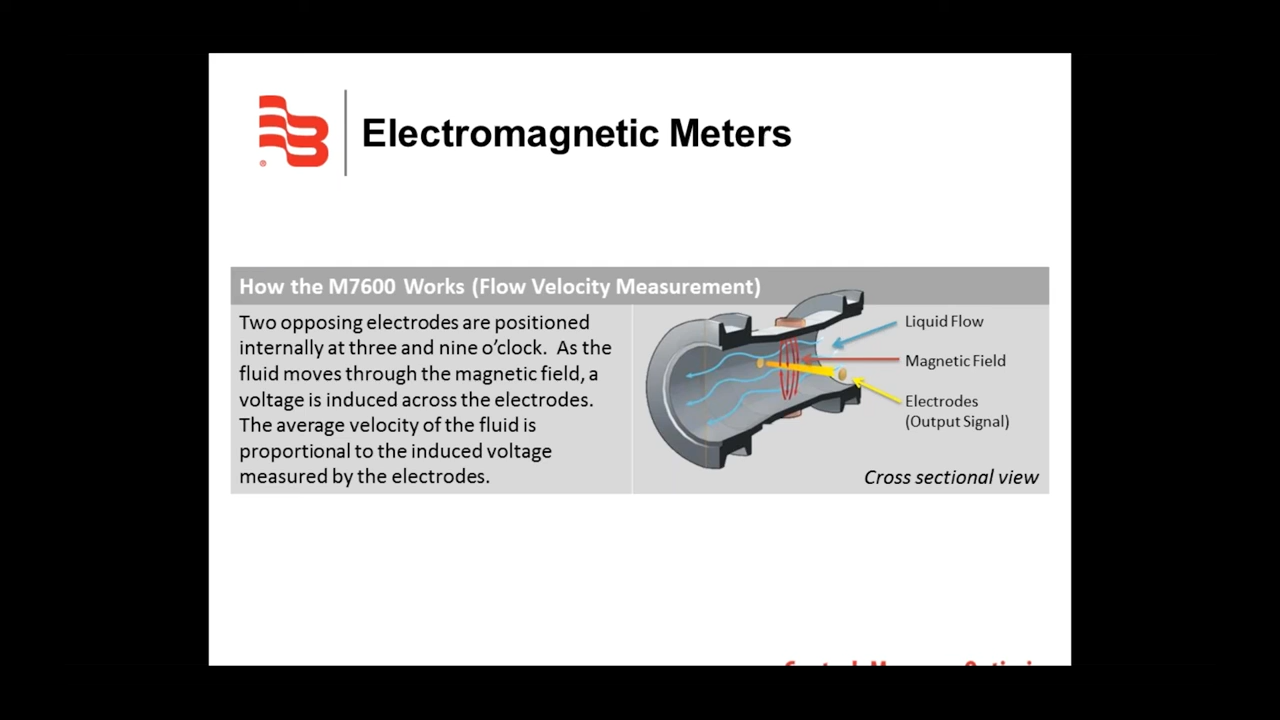 Electromagnetic Meters
®
How the M7600 Works (Flow Velocity Measurement)
Two opposing electrodes are positioned
internally at three and nine o’clock. As the
fluid moves through the magnetic field, a
voltage is induced across the electrodes.
The average velocity of the fluid is
proportional to the induced voltage
measured by the electrodes.
Liquid Flow
Magnetic Field
Electrodes
(Output Signal)
Cross sectional view